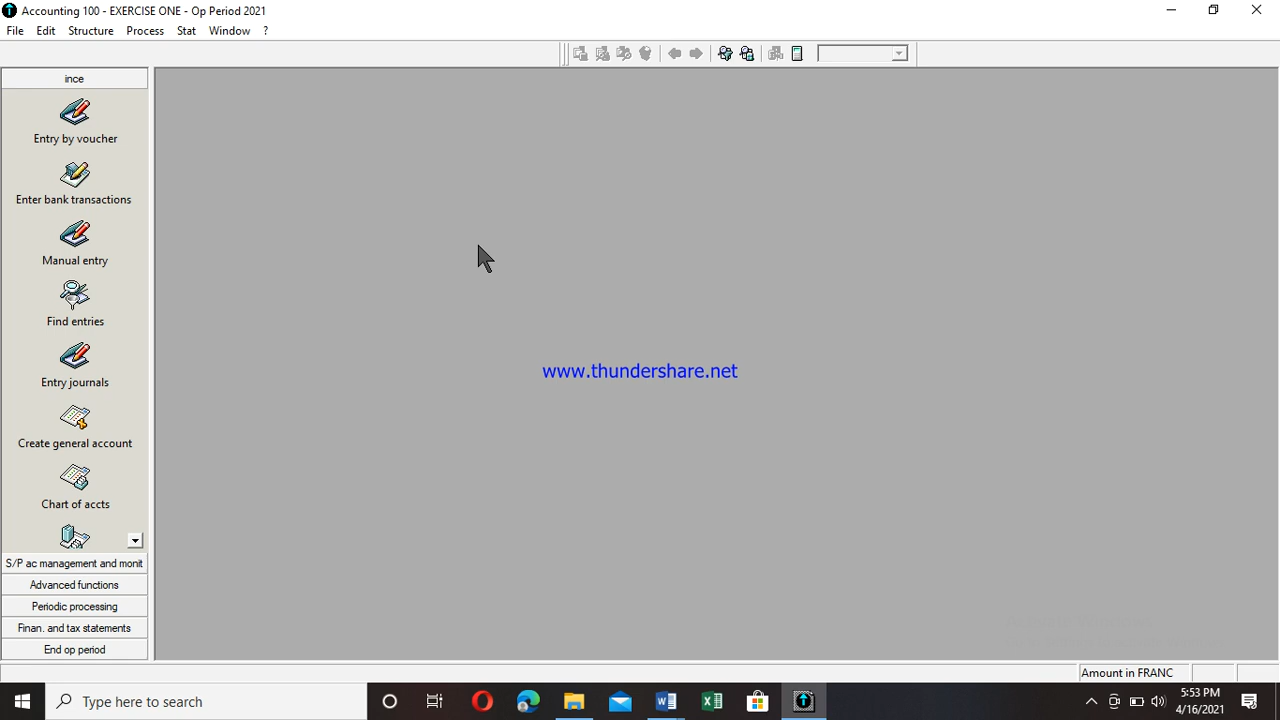 Accounting 100 - EXERCISE ONE - Op Period 2021
File Edit Structure Process Stat Window ?
ince
Entry by voucher
Enter bank transactions
Manual entry
Find entries
Entry journals
Create general account
Chart of accts
www.thundershare.net
S/P ac management and monit
Advanced functions
Periodic processing
Finan. and tax statements
End op period
Amount in FRANC
Type here to search
5:53 PM
4/16/2021